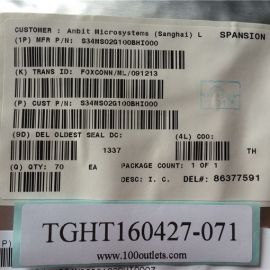 CUSTOMER : Ambit Microsystems (Sanghai) L SPANSION
(1P) MFR P/N: S34MS02G100BHI000
(K) TRANS ID: FOXCONN/ML/091213
(P) CUST P/N: S34MS02G100BHI000
(9D) DEL OLDEST SEAL DC: (4L) COO:
1337 TH
(Q) QTY: 70 EA PACKAGE COUNT: 1 OF 1
DESC: I. C. DEL#: 86377591
TGHT160427-071
www.100outlets.com